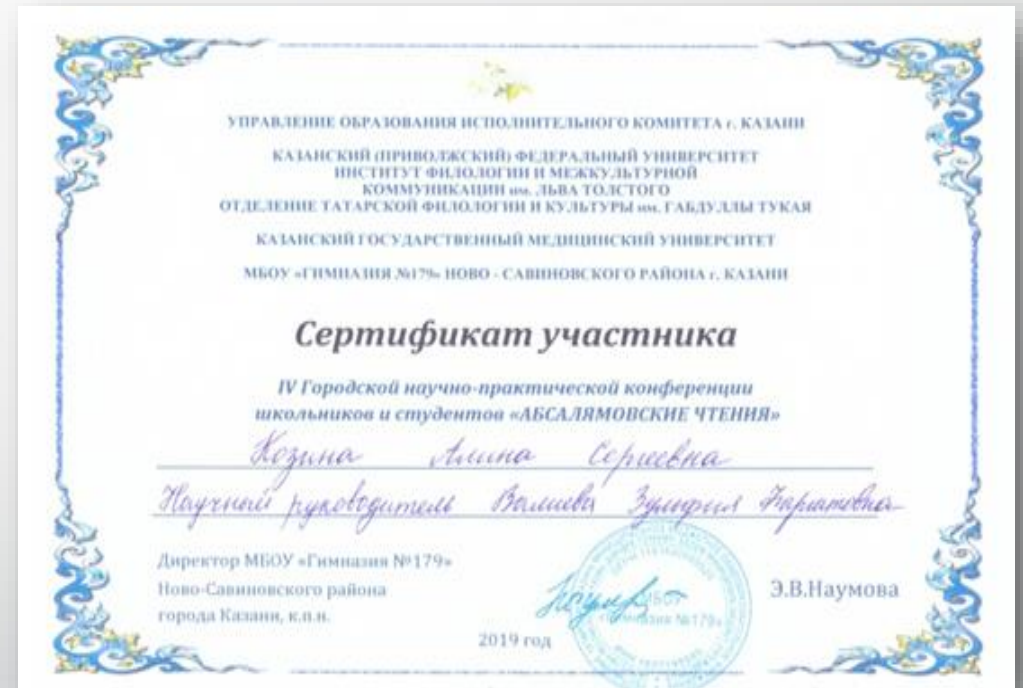 УПРАВЛЕНИЕ ОБРАЗОВАНИЯ ИСПОЛНИТЕЛЬНОГО КОМИТЕТА г. КАЗАНИ
КАЗАНСКИЙ (ПРИВОЛЖСКИЙ) ФЕДЕРАЛЬНЫЙ УНИВЕРСИТЕТ
ИНСТИТУТ ФИЛОЛОГИИ И МЕЖКУЛЬТУРНОЙ
КОММУНИКАЦИИ им. ЛЬВА ТОЛСТОГО
ОТДЕЛЕНИЕ ТАТАРСКОЙ ФИЛОЛОГИИ И КУЛЬТУРЫ им. ГАБДУЛЛЫ ТУКАЯ
КАЗАНСКИЙ ГОСУДАРСТВЕННЫЙ МЕДИЦИНСКИЙ УНИВЕРСИТЕТ
МБОУ «ГИМНАЗИЯ №179» НОВО - САВИНОВСКОГО РАЙОНА г. КАЗАНИ
Сертификат участника
IV Городской научно-практической конференции
школьников и студентов «АБСАЛЯМОВСКИЕ ЧТЕНИЯ»
Козина Алина Сергеевна
Научный руководитель Валиева Зульфия
Директор МБОУ «Гимназия №179»
Ново-Савиновского района
города Казани, к.п.н.
Э.В.Наумова
МБОУ
«Гимназия №179»
2019 год